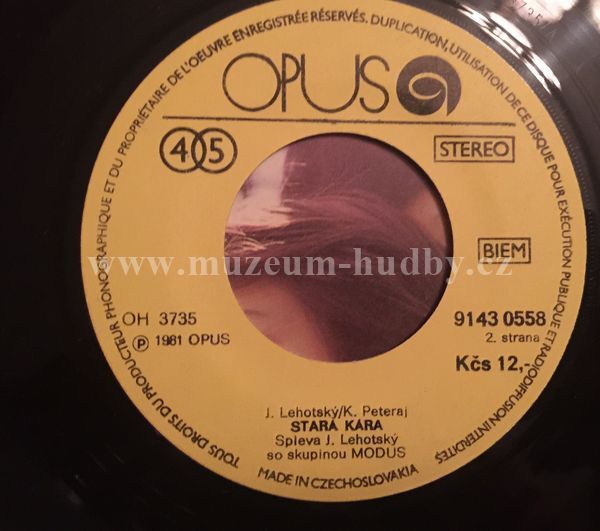 TOUS DROITS DU PRODUCTEUR PHONOGRAPHIQUE ET DU PROPRIÉTAIRE DE L'OEUVRE ENREGISTRÉE RÉSERVÉS. DUPLICATION, UTILISATION DE CE DISQUE POUR EXÉCUTION PUBLIQUE ET RADIODIFFUSION INTERDITES
OPUS
45
STEREO
BIEM
www.muzeum-hudby.cz
OH 3735
℗ 1981 OPUS
9143 0558
2. strana
Kčs 12,-
J. Lehotský/K. Peteraj
STARÁ KÁRA
Spieva J. Lehotský
so skupinou MODUS
MADE IN CZECHOSLOVAKIA